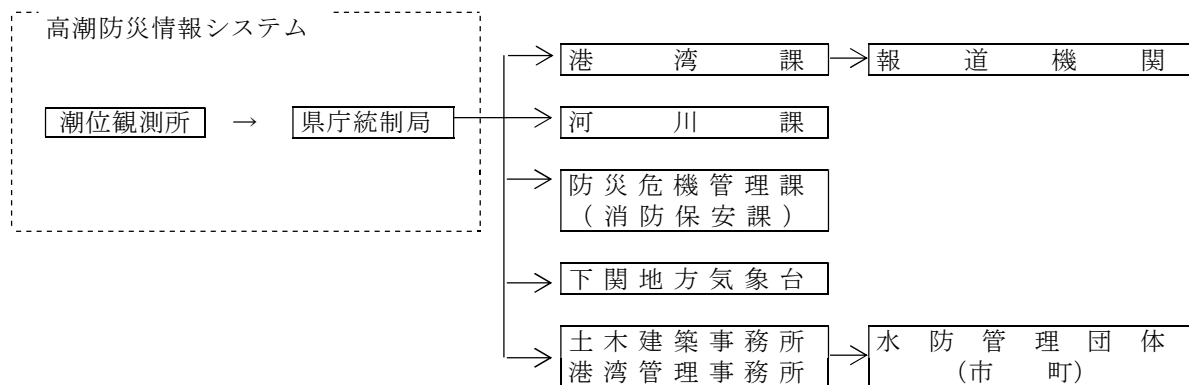 高潮防災情報システム
港湾課 → 報道機関
潮位観測所 → 県庁統制局
河川課
防災危機管理課
(消防保安課)
下関地方気象台
土木建築事務所
港湾管理事務所
水防管理団体
(市町)